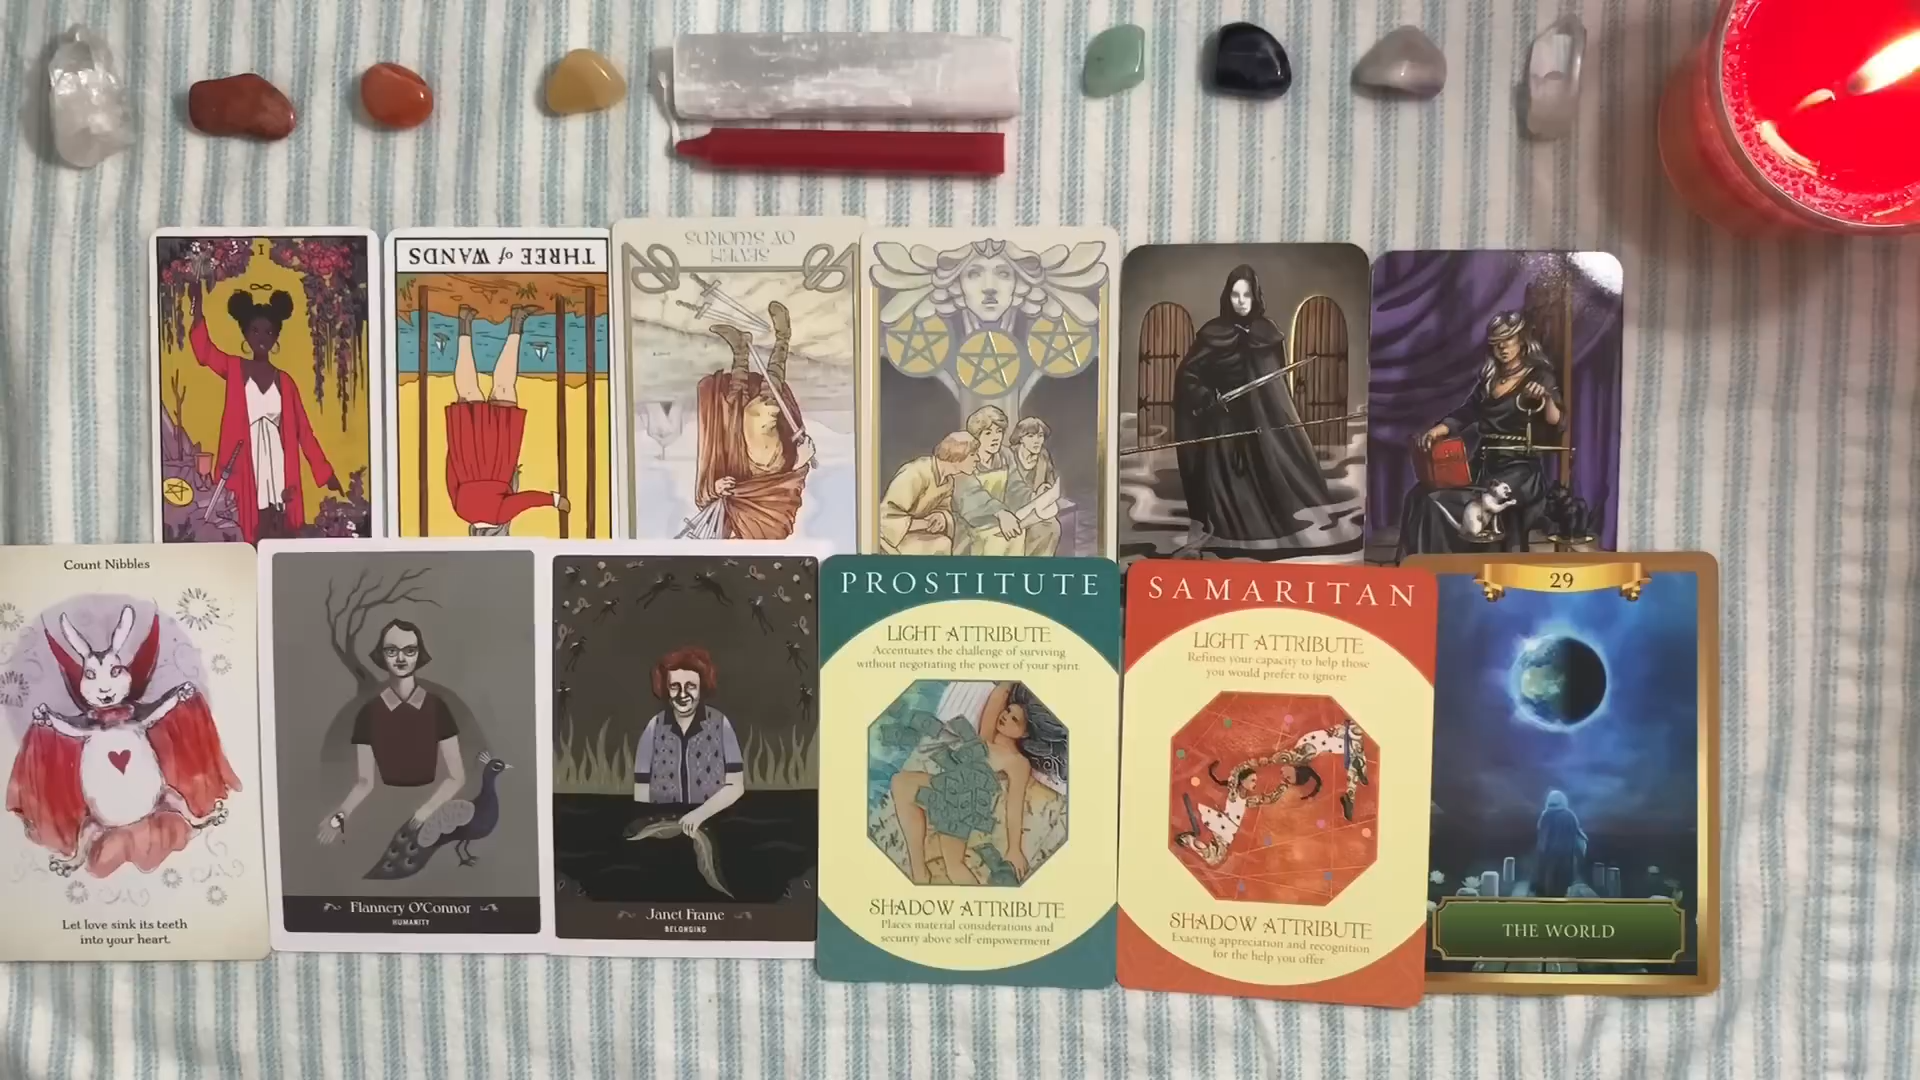 I
THREE of WANDS
SEVEN
OF SWORDS
Count Nibbles
Let love sink its teeth
into your heart.
Flannery O'Connor
HUMANITY
Janet Frame
BELONGING
PROSTITUTE
LIGHT ATTRIBUTE
Accentuates the challenge of surviving
without negotiating the power of your spirit
SHADOW ATTRIBUTE
Places material considerations and
security above self-empowerment
SAMARITAN
LIGHT ATTRIBUTE
Refines your capacity to help those
you would prefer to ignore
SHADOW ATTRIBUTE
Exacting appreciation and recognition
for the help you offer
29
THE WORLD